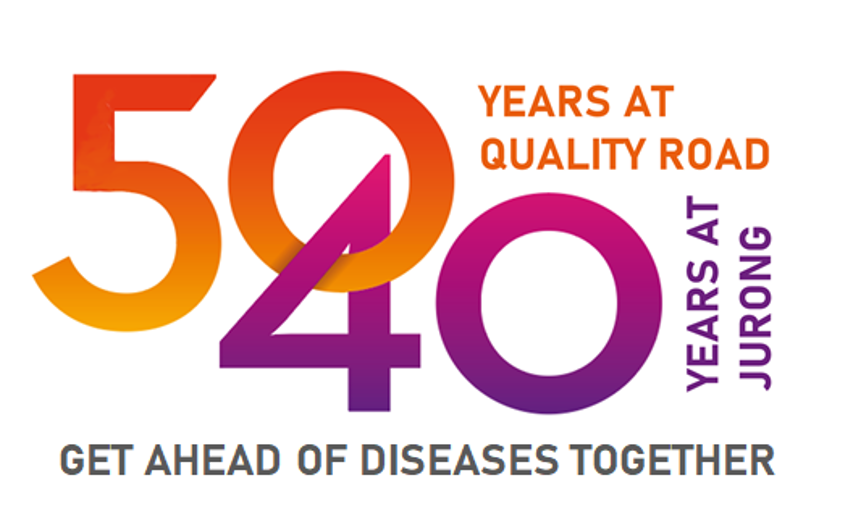 50
YEARS AT
QUALITY ROAD
40
YEARS AT
JURONG
GET AHEAD OF DISEASES TOGETHER